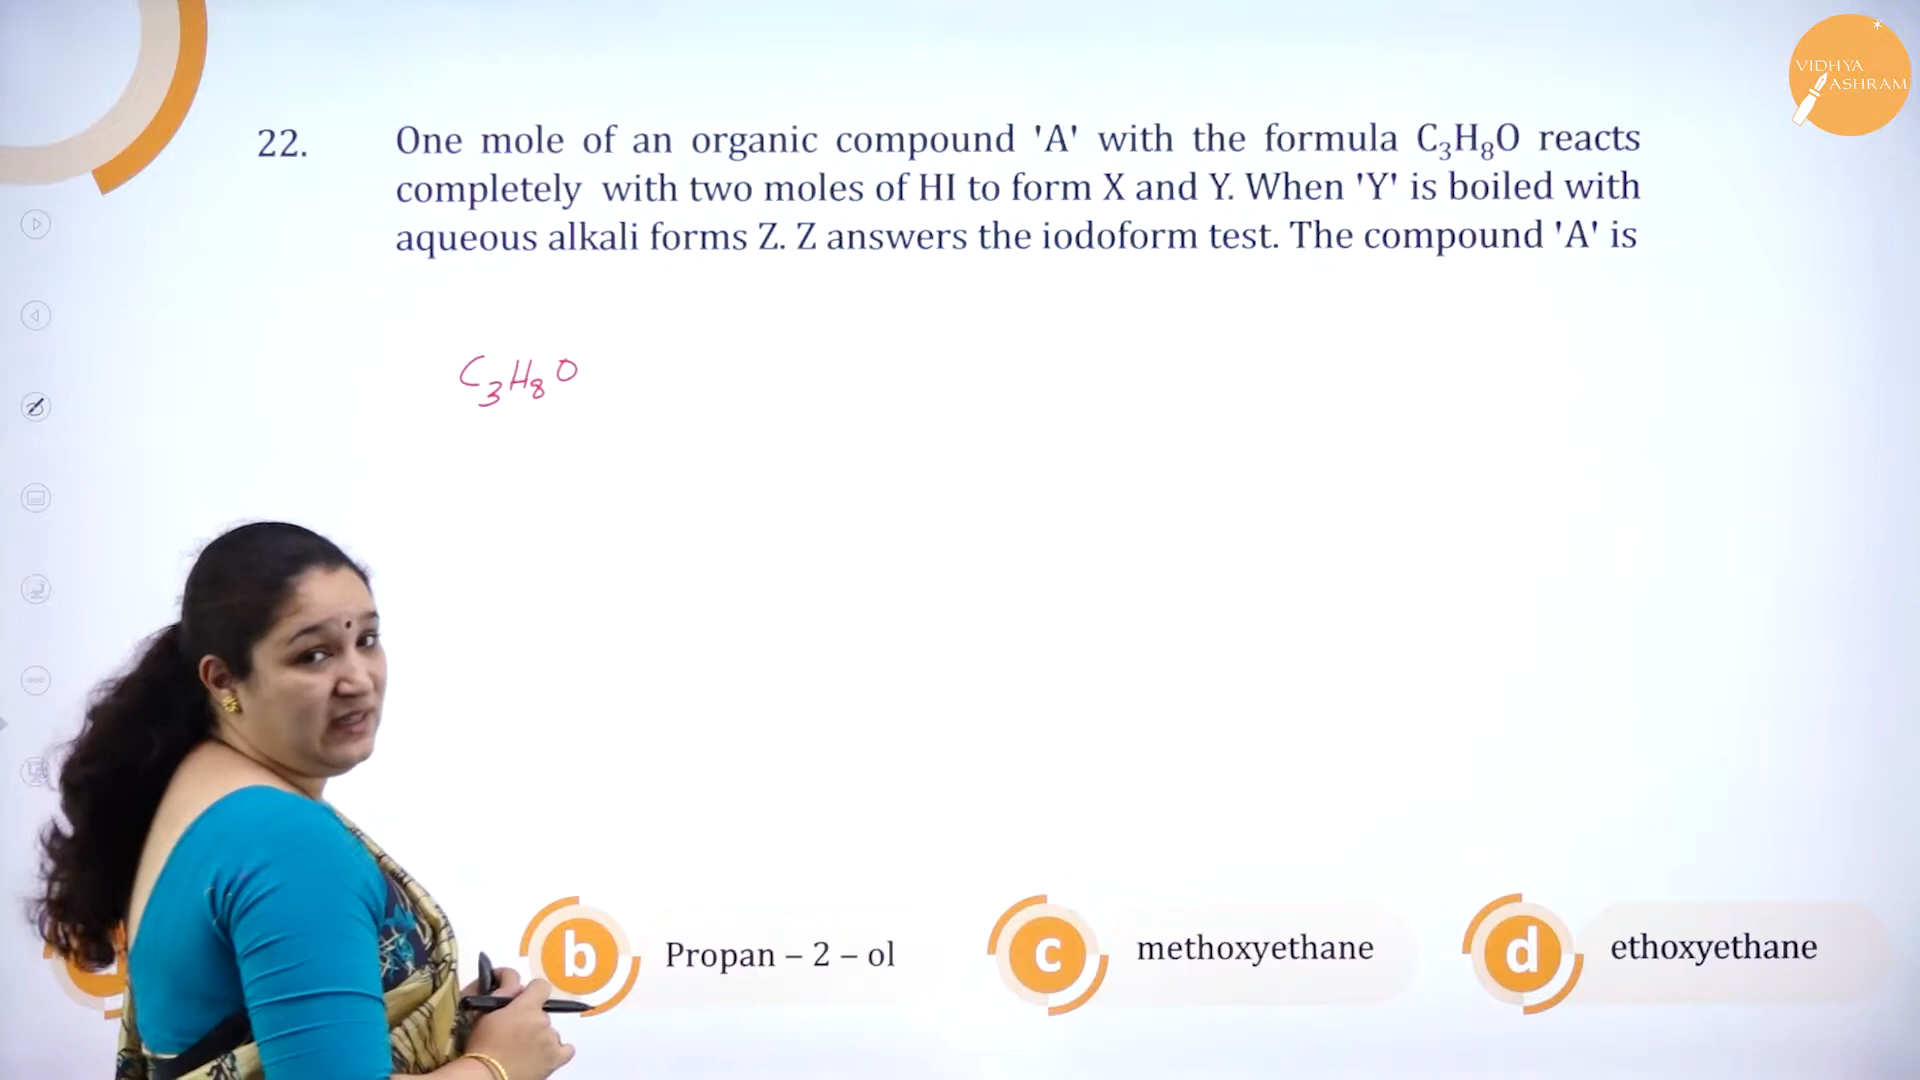 VIDHYA
ASHRAM
22. One mole of an organic compound 'A' with the formula C₃H₈O reacts
completely with two moles of HI to form X and Y. When 'Y' is boiled with
aqueous alkali forms Z. Z answers the iodoform test. The compound 'A' is
C₃H₈O
b Propan – 2 – ol
c methoxyethane
d ethoxyethane